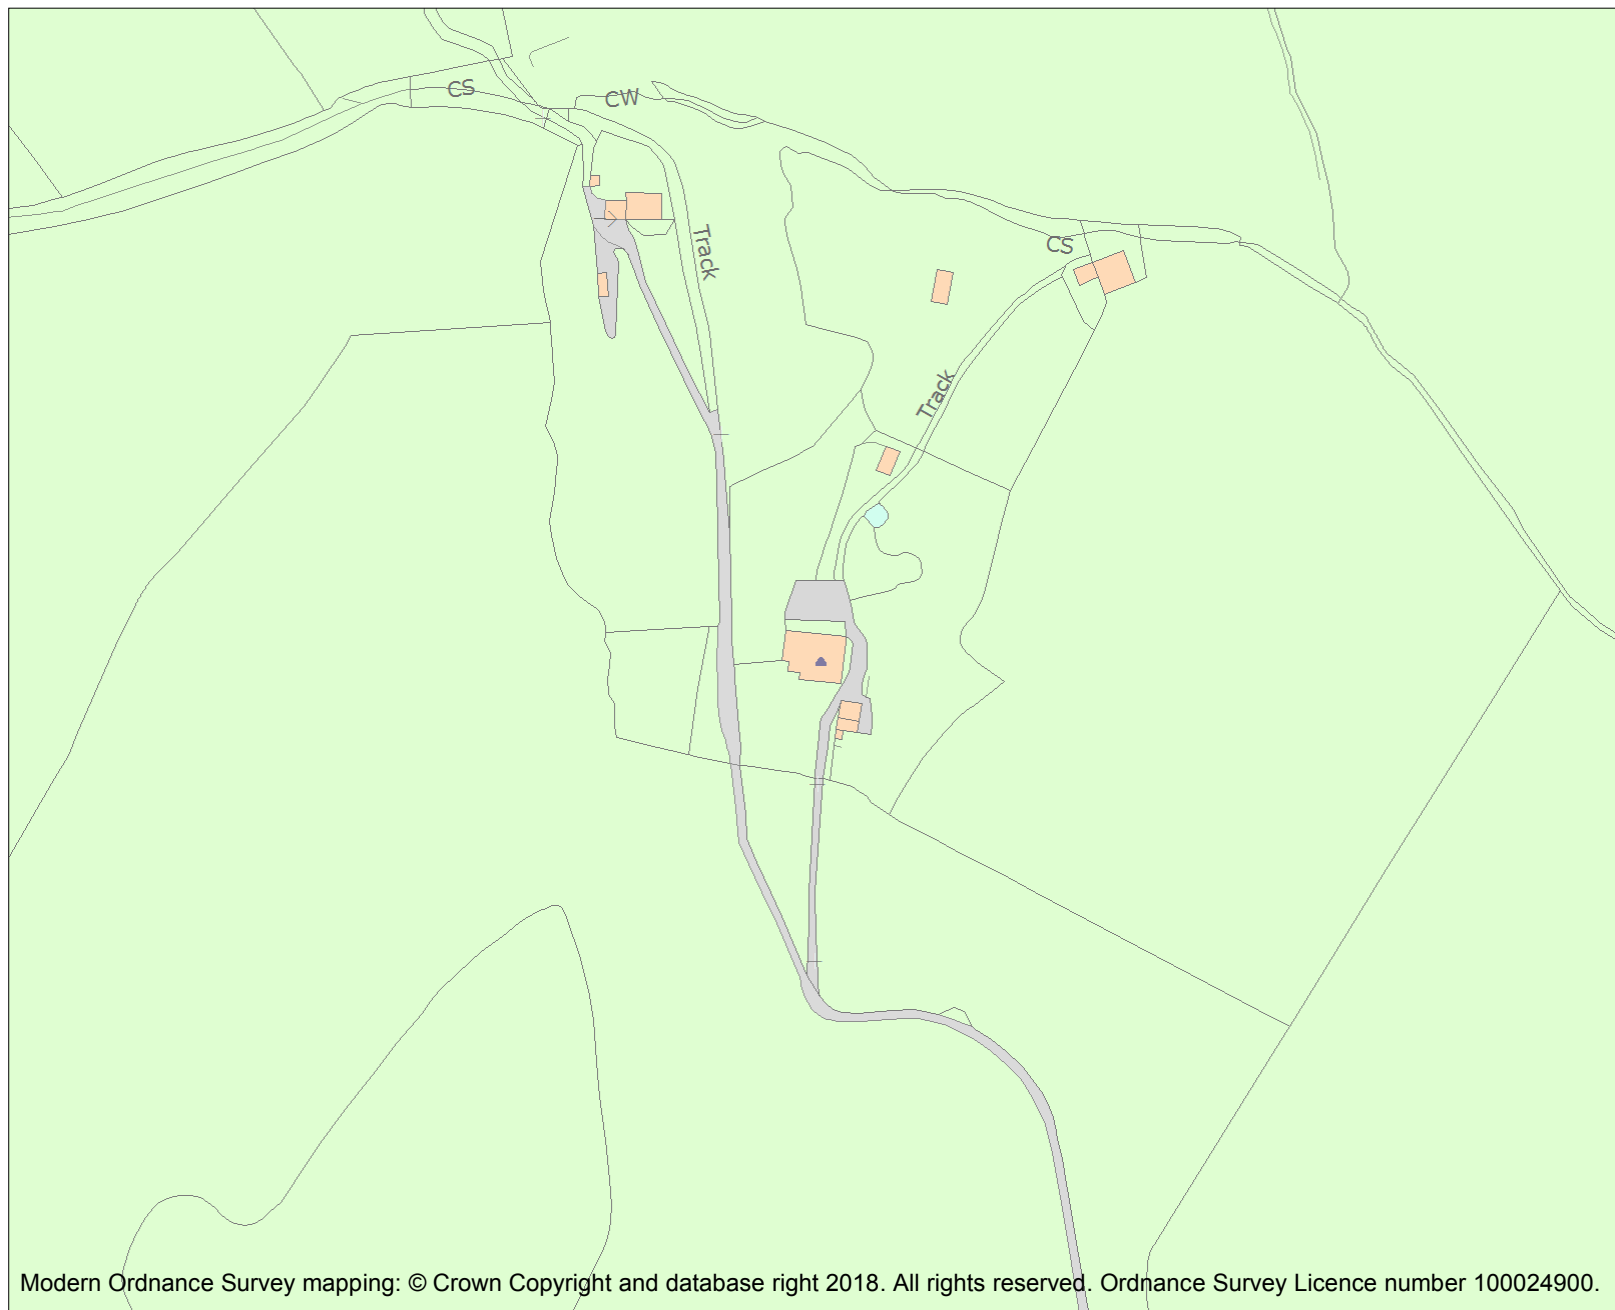 CS
CW
Track
CS
Track
Modern Ordnance Survey mapping: © Crown Copyright and database right 2018. All rights reserved. Ordnance Survey Licence number 100024900.